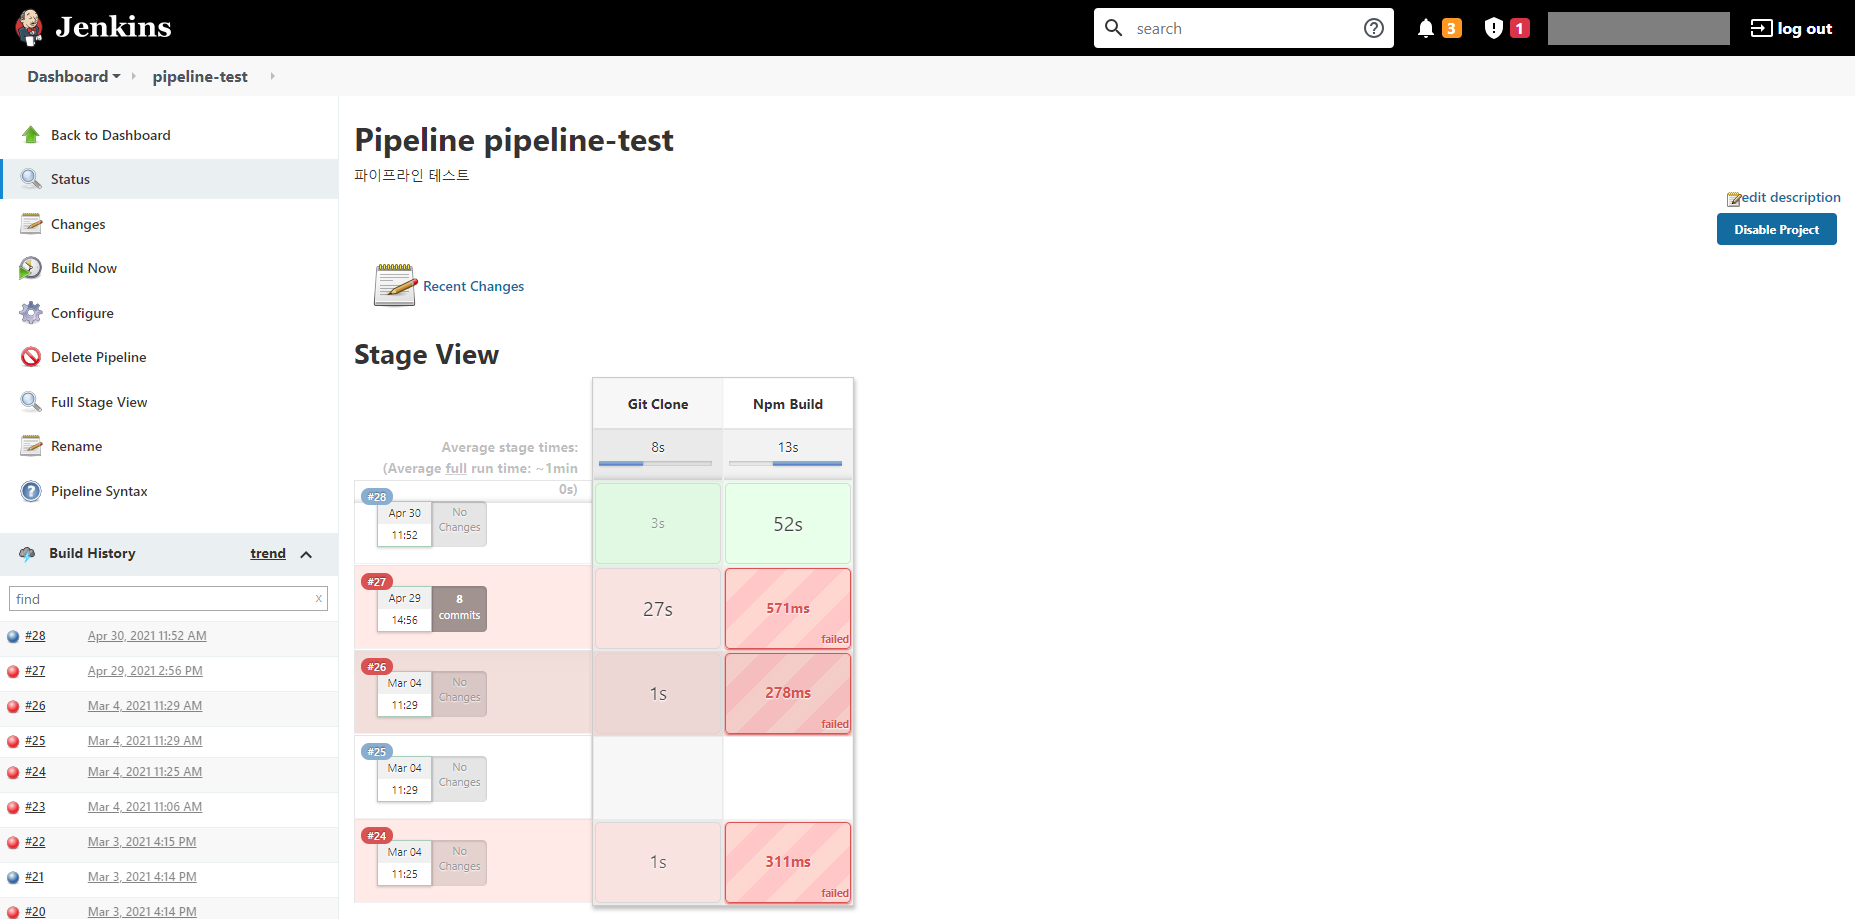 Jenkins
search
3
1
log out
Dashboard
pipeline-test
Back to Dashboard
Status
Changes
Build Now
Configure
Delete Pipeline
Full Stage View
Rename
Pipeline Syntax
Build History
trend
find
x
#28 Apr 30, 2021 11:52 AM
#27 Apr 29, 2021 2:56 PM
#26 Mar 4, 2021 11:29 AM
#25 Mar 4, 2021 11:29 AM
#24 Mar 4, 2021 11:25 AM
#23 Mar 4, 2021 11:06 AM
#22 Mar 3, 2021 4:15 PM
#21 Mar 3, 2021 4:14 PM
#20 Mar 3, 2021 4:14 PM
Pipeline pipeline-test
파이프라인 테스트
edit description
Disable Project
Recent Changes
Stage View
Git Clone
Npm Build
Average stage times:
(Average full run time: ~1min
0s)
8s
13s
#28
Apr 30
11:52
No
Changes
3s
52s
#27
Apr 29
14:56
8
commits
27s
571ms
failed
#26
Mar 04
11:29
No
Changes
1s
278ms
failed
#25
Mar 04
11:29
No
Changes
#24
Mar 04
11:25
No
Changes
1s
311ms
failed